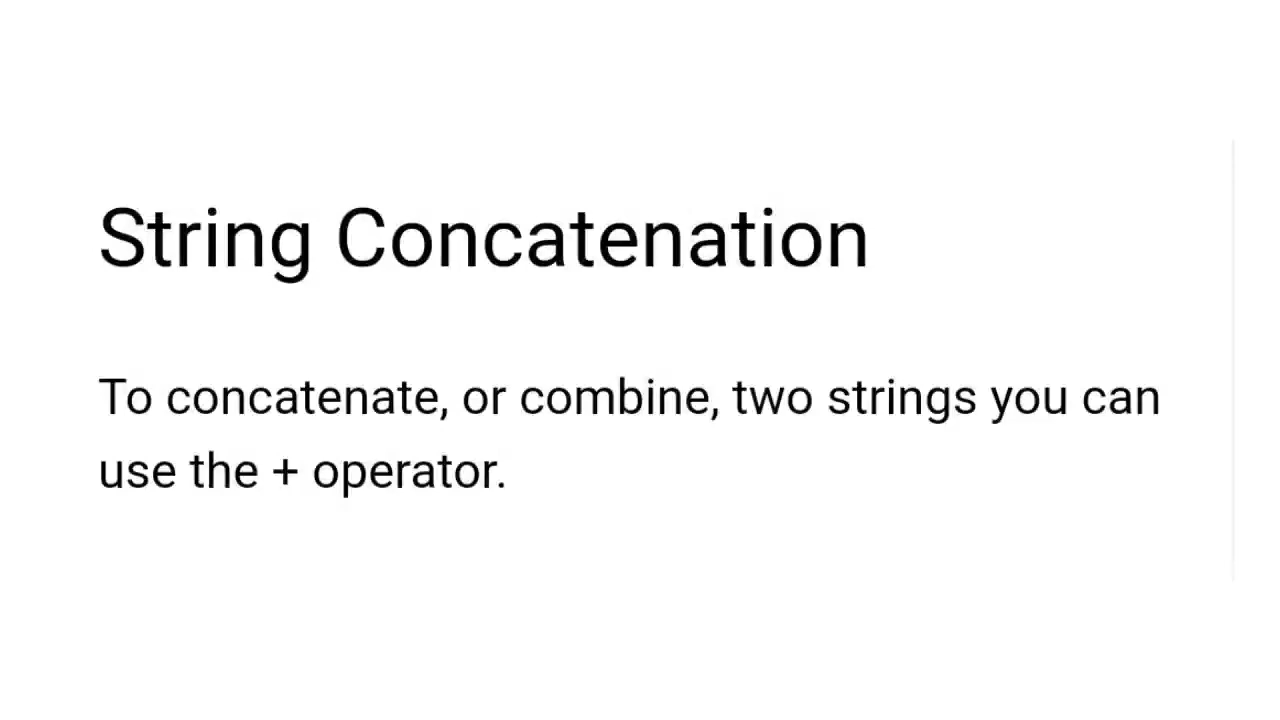 String Concatenation
To concatenate, or combine, two strings you can
use the + operator.